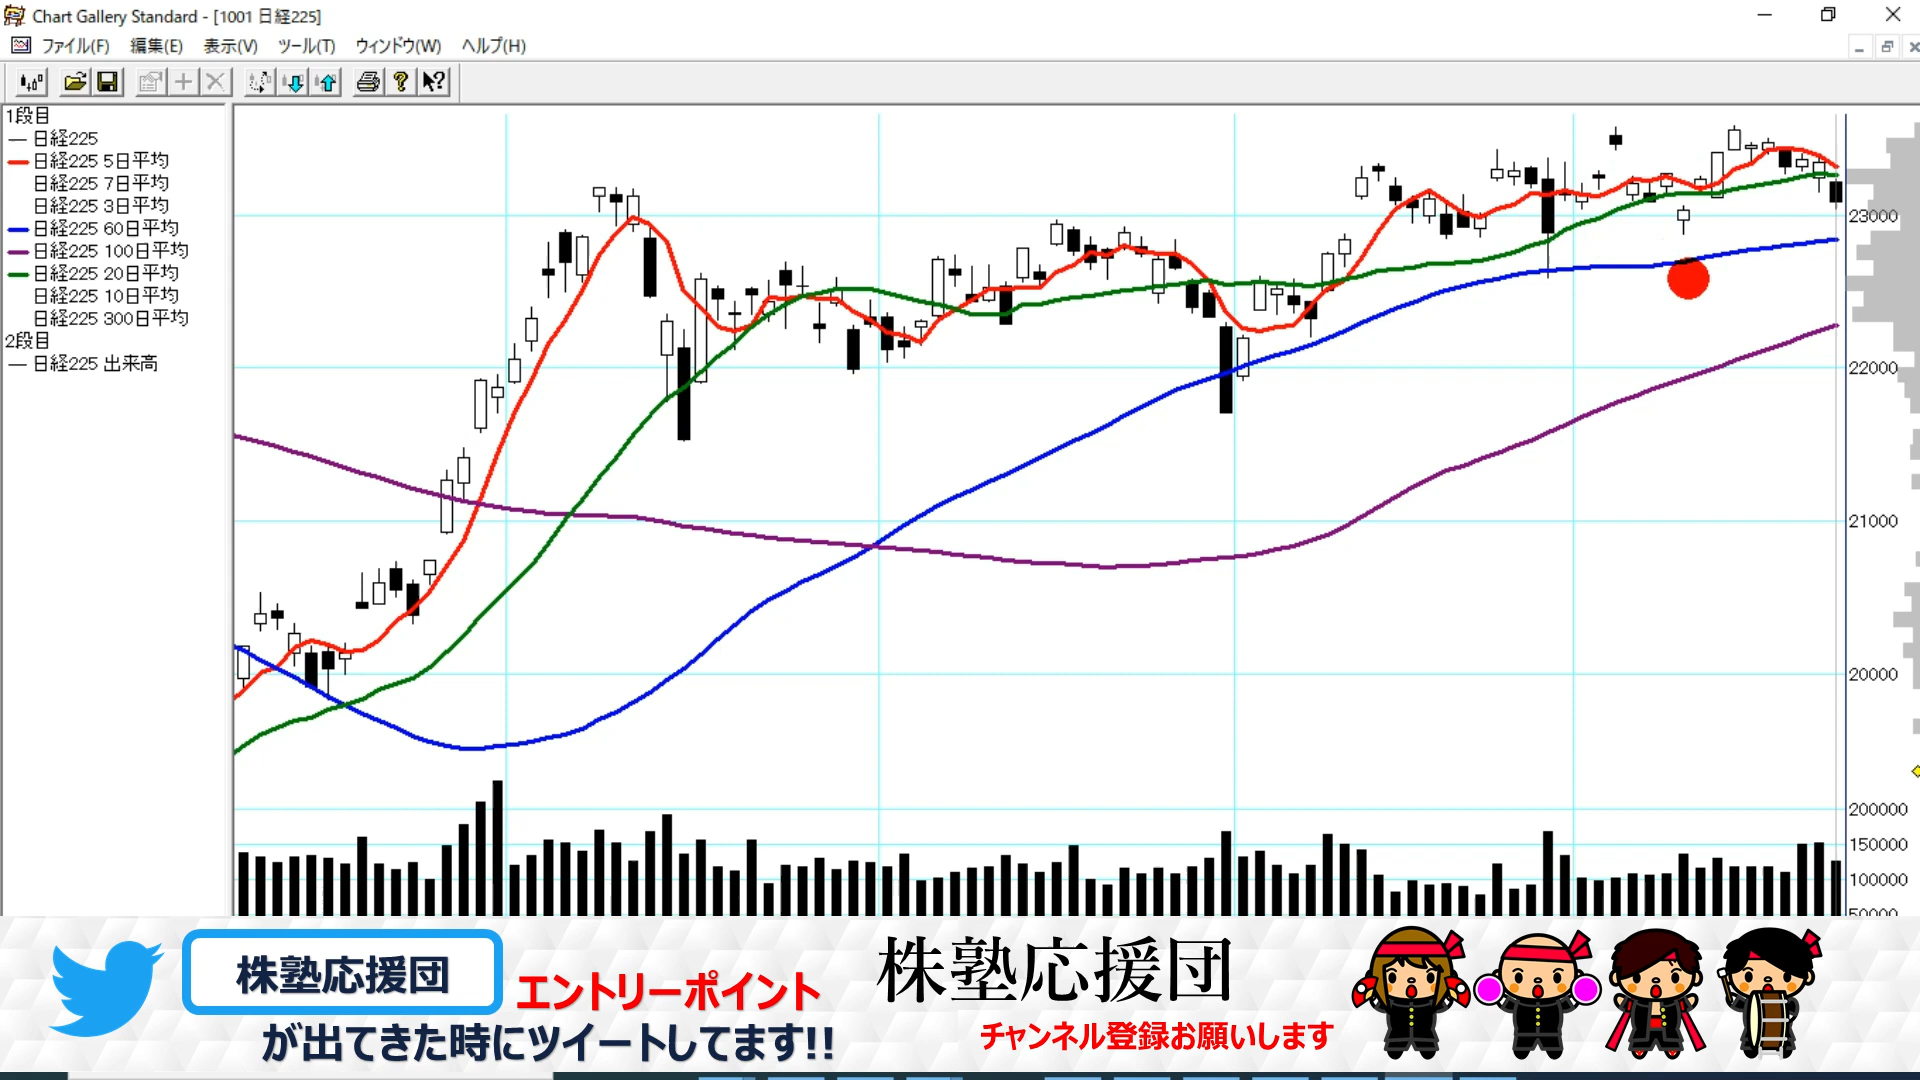 Chart Gallery Standard - [1001 日経225]
ファイル(F) 編集(E) 表示(V) ツール(T) ウィンドウ(W) ヘルプ(H)
1段目
日経225
日経225 5日平均
日経225 7日平均
日経225 3日平均
日経225 60日平均
日経225 100日平均
日経225 20日平均
日経225 10日平均
日経225 300日平均
2段目
日経225 出来高
23000
22000
21000
20000
200000
150000
100000
50000
株塾応援団
エントリーポイント
が出てきた時にツイートしてます!!
株塾応援団
チャンネル登録お願いします